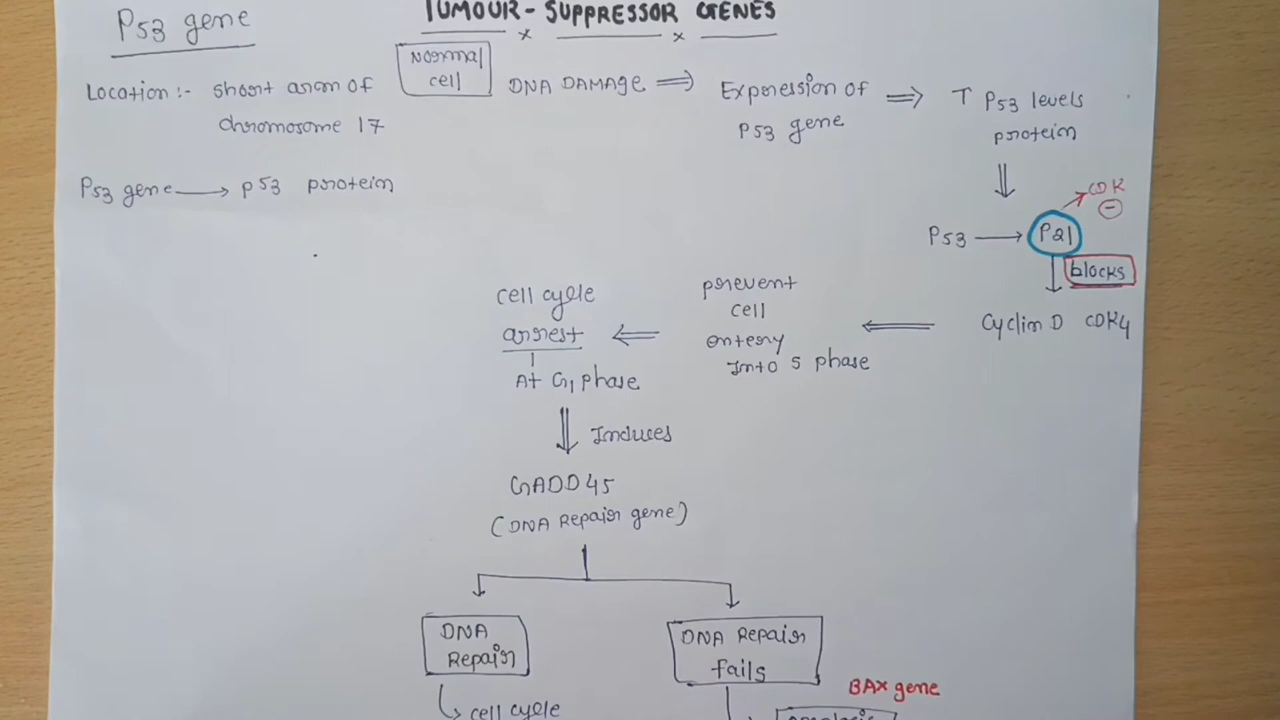 P53 gene
TUMOUR - SUPPRESSOR GENES
Location :- short arm of
chromosome 17
P53 gene → p53 protein
Normal
cell
DNA DAMAGE ⇒
Expression of
P53 gene
⇒ ↑ P53 levels
protein
CDK
P53 → P21
blocks
Cyclin D CDK4
prevent
cell
entery
Into S phase
cell cycle
arrest
At G1 phase
Induces
GADD45
(DNA Repair gene)
DNA
Repair
cell cycle
DNA Repair
fails
BAX gene